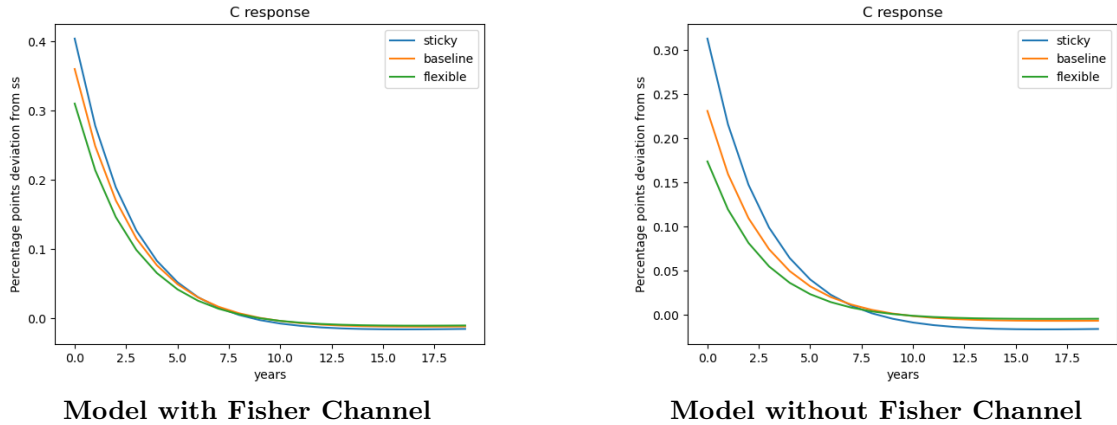 C response
Percentage points deviation from ss
0.4
0.3
0.2
0.1
0.0
sticky
baseline
flexible
0.0 2.5 5.0 7.5 10.0 12.5 15.0 17.5
years
Model with Fisher Channel
C response
Percentage points deviation from ss
0.30
0.25
0.20
0.15
0.10
0.05
0.00
sticky
baseline
flexible
0.0 2.5 5.0 7.5 10.0 12.5 15.0 17.5
years
Model without Fisher Channel